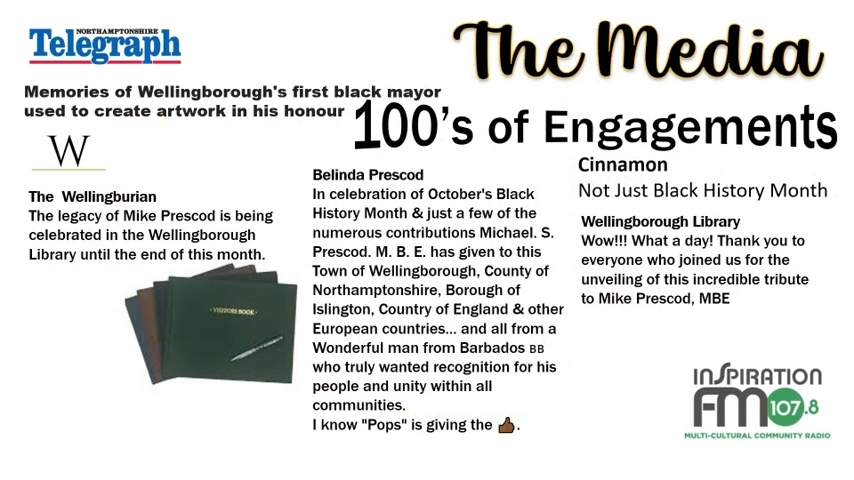 NORTHAMPTONSHIRE
Telegraph
The Media
Memories of Wellingborough's first black mayor
used to create artwork in his honour
100's of Engagements
W
The Wellingburian
The legacy of Mike Prescod is being
celebrated in the Wellingborough
Library until the end of this month.
·VISITORS BOOK·
Belinda Prescod
In celebration of October's Black
History Month & just a few of the
numerous contributions Michael. S.
Prescod. M. B. E. has given to this
Town of Wellingborough, County of
Northamptonshire, Borough of
Islington, Country of England & other
European countries... and all from a
Wonderful man from Barbados BB
who truly wanted recognition for his
people and unity within all
communities.
I know "Pops" is giving the 👍🏾.
Cinnamon
Not Just Black History Month
Wellingborough Library
Wow!!! What a day! Thank you to
everyone who joined us for the
unveiling of this incredible tribute
to Mike Prescod, MBE
INSPIRATION
FM 107.8
MULTI-CULTURAL COMMUNITY RADIO